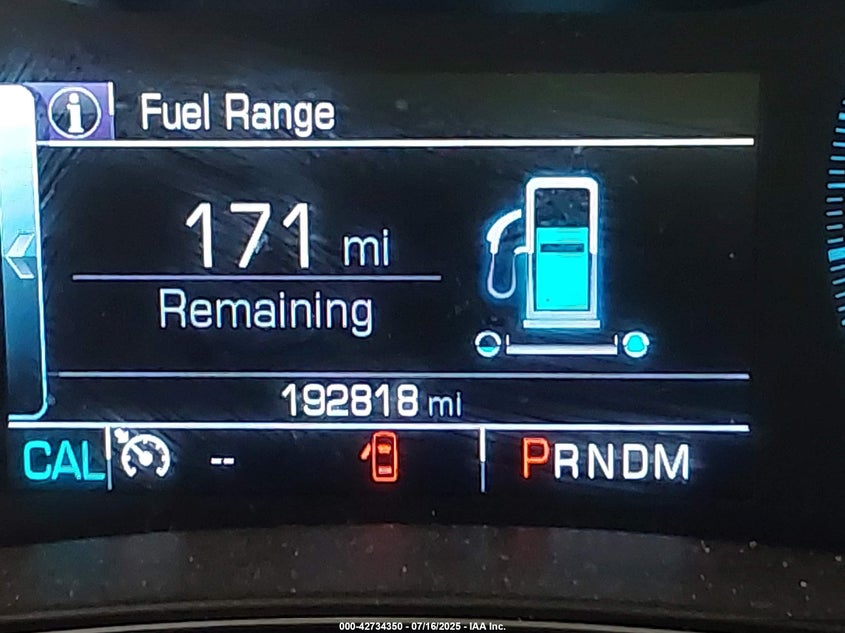 i Fuel Range
171 mi
Remaining
192818 mi
CAL -- PRNDM
000-42734350 - 07/16/2025 - IAA Inc.